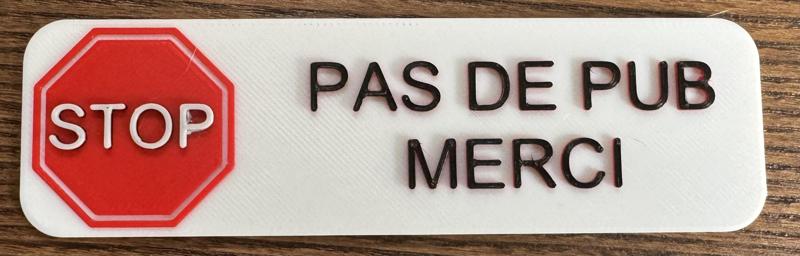 STOP
PAS DE PUB
MERCI